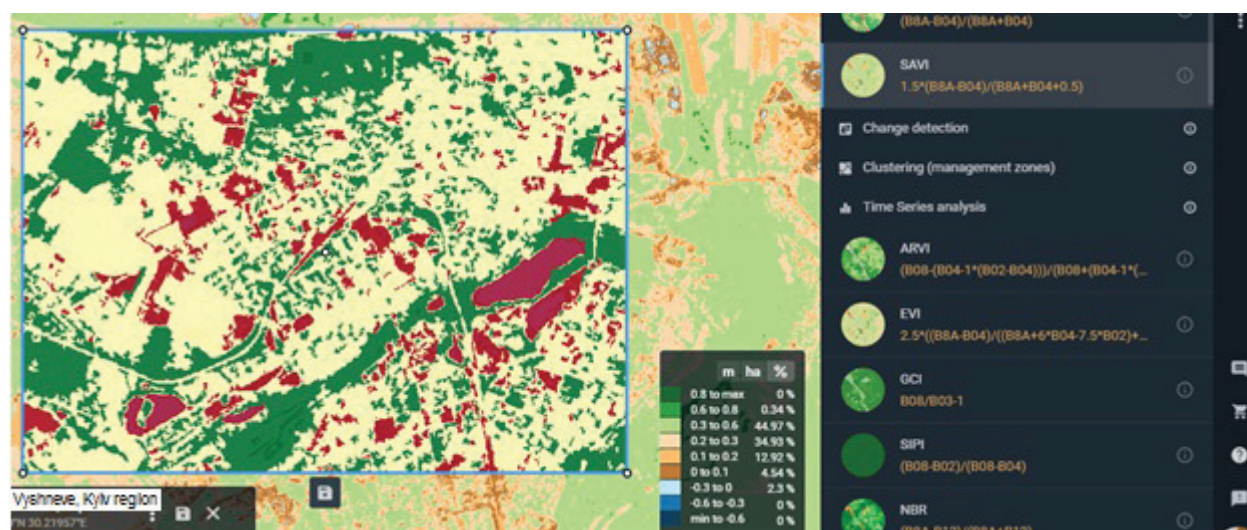 (B8A-B04)/(B8A+B04)
SAVI
1.5*(B8A-B04)/(B8A+B04+0.5)
Change detection
Clustering (management zones)
Time Series analysis
ARVI
(B08-(B04-1*(B02-B04)))/(B08+(B04-1*(...
EVI
2.5*((B8A-B04)/((B8A+6*B04-7.5*B02)+...
GCI
B08/B03-1
SIPI
(B08-B02)/(B08-B04)
NBR
m ha %
0.8 to max 0 %
0.6 to 0.8 0.34 %
0.3 to 0.6 44.97 %
0.2 to 0.3 34.93 %
0.1 to 0.2 12.92 %
0 to 0.1 4.54 %
-0.3 to 0 2.3 %
-0.6 to -0.3 0 %
min to -0.6 0 %
Vyshneve, Kyiv region
°N 30.21957°E